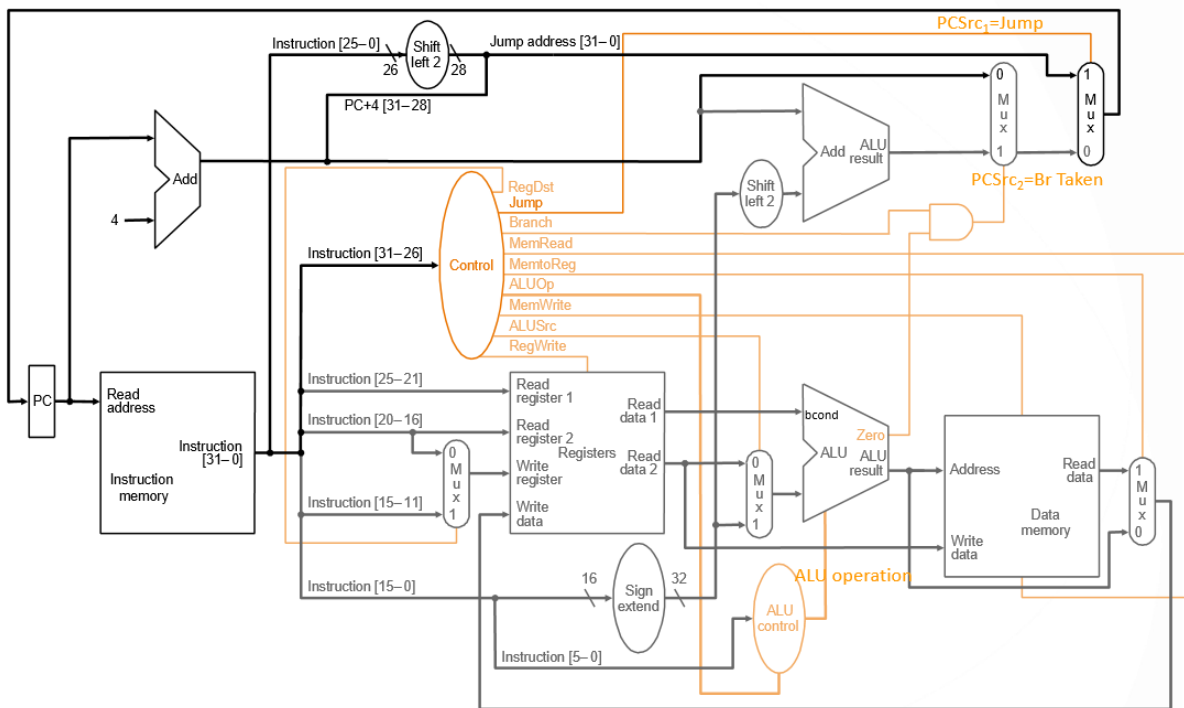 PCSrc1=Jump
Instruction [25–0]
Shift
left 2
Jump address [31–0]
26
28
PC+4 [31–28]
0
M
u
x
1
1
M
u
x
0
Add
ALU
result
Add
4
Shift
left 2
PCSrc2=Br Taken
RegDst
Jump
Branch
MemRead
MemtoReg
ALUOp
MemWrite
ALUSrc
RegWrite
Control
Instruction [31–26]
PC
Read
address
Instruction
[31–0]
Instruction
memory
Instruction [25–21]
Instruction [20–16]
Instruction [15–11]
Instruction [15–0]
Instruction [5–0]
0
M
u
x
1
Read
register 1
Read
register 2
Write
register
Write
data
Registers
Read
data 1
Read
data 2
0
M
u
x
1
bcond
Zero
ALU
ALU
result
Address
Read
data
Data
memory
Write
data
1
M
u
x
0
16
Sign
extend
32
ALU operation
ALU
control